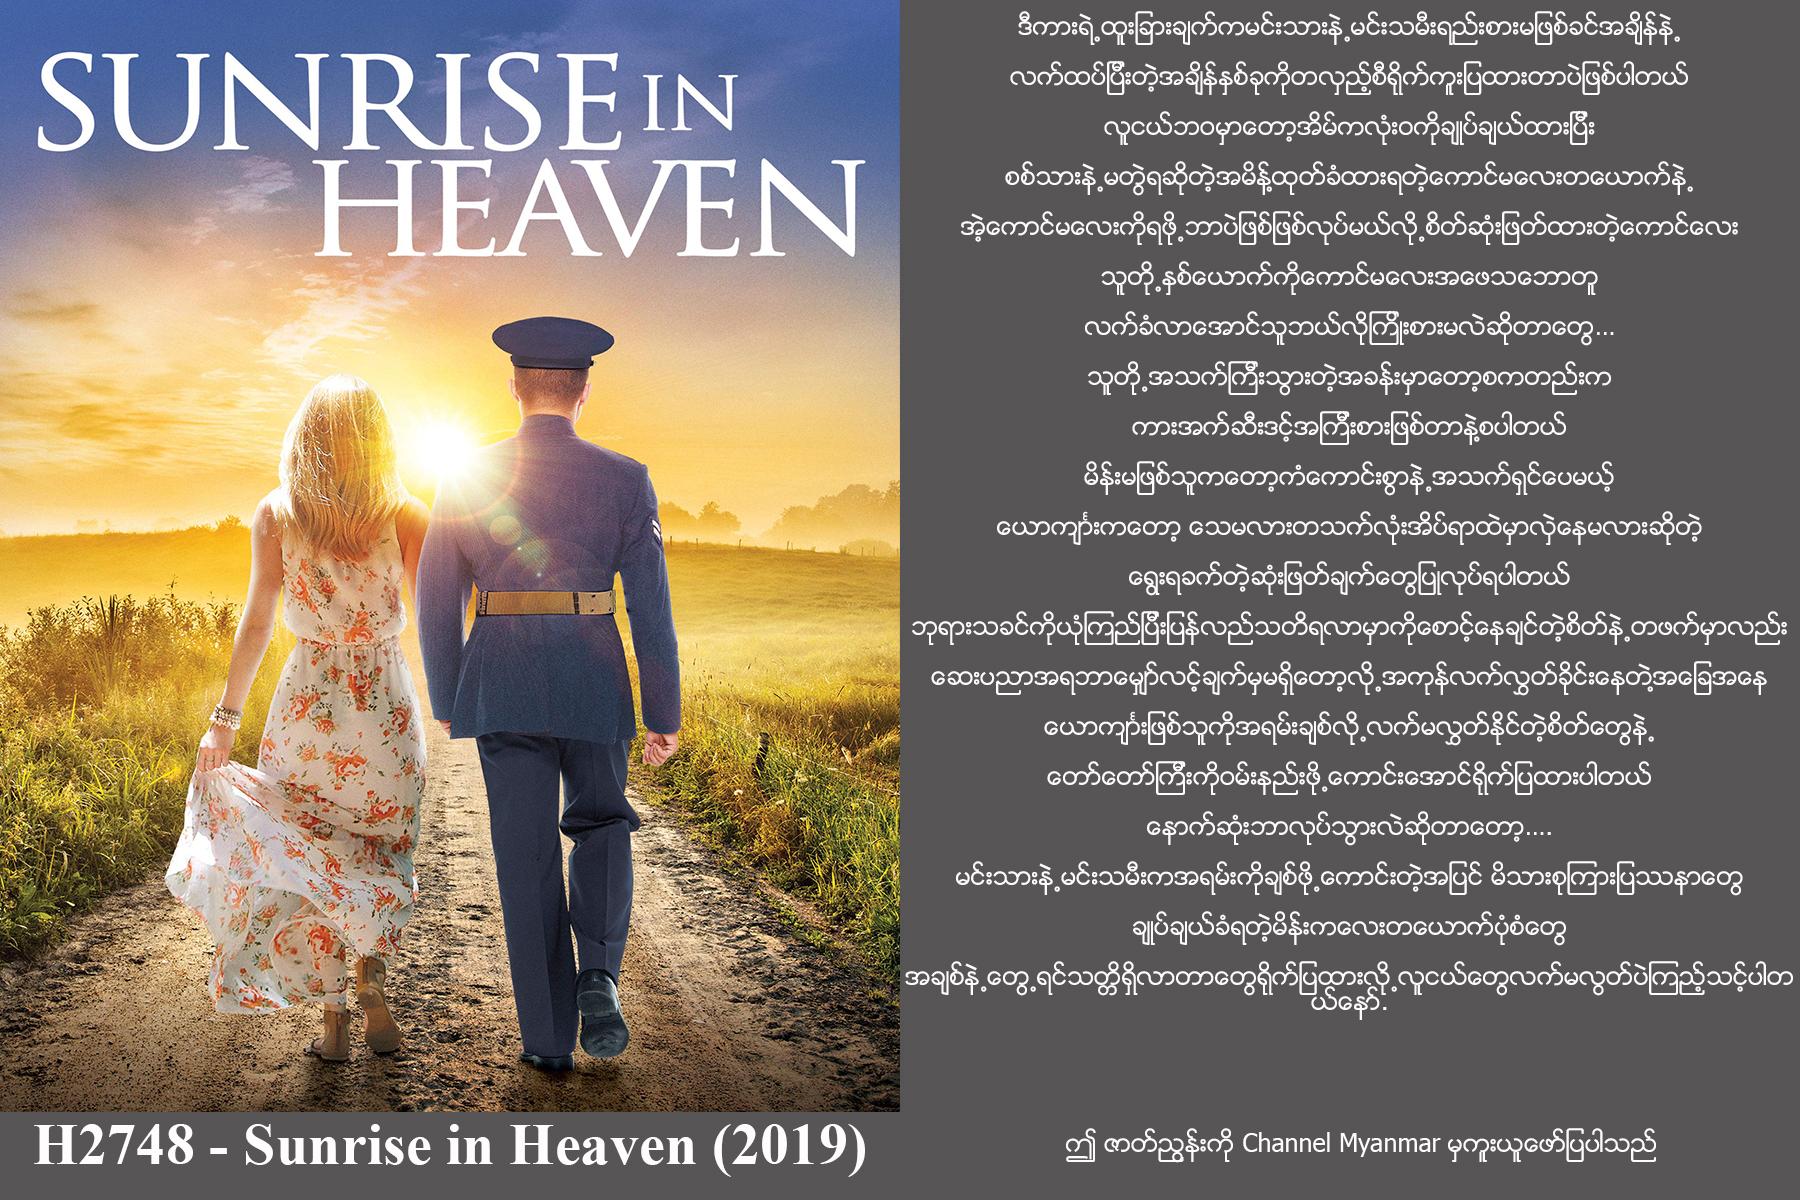 SUNRISE IN
HEAVEN
H2748 - Sunrise in Heaven (2019)
ဒီကားရဲ့ထူးခြားချက်ကမင်းသားနဲ့မင်းသမီးရည်းစားမဖြစ်ခင်အချိန်နဲ့
လက်ထပ်ပြီးတဲ့အချိန်နှစ်ခုကိုတလှည့်စီရိုက်ကူးပြထားတာပဲဖြစ်ပါတယ်
လူငယ်ဘဝမှာတော့အိမ်ကလုံးဝကိုချုပ်ချယ်ထားပြီး
စစ်သားနဲ့မတွဲရဆိုတဲ့အမိန့်ထုတ်ခံထားရတဲ့ကောင်မလေးတယောက်နဲ့
အဲ့ကောင်မလေးကိုရဖို့ဘာပဲဖြစ်ဖြစ်လုပ်မယ်လို့စိတ်ဆုံးဖြတ်ထားတဲ့ကောင်လေး
သူတို့နှစ်ယောက်ကိုကောင်မလေးအဖေသဘောတူ
လက်ခံလာအောင်သူဘယ်လိုကြိုးစားမလဲဆိုတာတွေ...
သူတို့အသက်ကြီးသွားတဲ့အခန်းမှာတော့စကတည်းက
ကားအက်ဆီးဒင့်အကြီးစားဖြစ်တာနဲ့စပါတယ်
မိန်းမဖြစ်သူကတော့ကံကောင်းစွာနဲ့အသက်ရှင်ပေမယ့်
ယောကျာ်းကတော့ သေမလားတသက်လုံးအိပ်ရာထဲမှာလှဲနေမလားဆိုတဲ့
ရွေးရခက်တဲ့ဆုံးဖြတ်ချက်တွေပြုလုပ်ရပါတယ်
ဘုရားသခင်ကိုယုံကြည်ပြီးပြန်လည်သတိရလာမှာကိုစောင့်နေချင်တဲ့စိတ်နဲ့တဖက်မှာလည်း
ဆေးပညာအရဘာမျှော်လင့်ချက်မှမရှိတော့လို့အကုန်လက်လွှတ်ခိုင်းနေတဲ့အခြေအနေ
ယောကျာ်းဖြစ်သူကိုအရမ်းချစ်လို့လက်မလွှတ်နိုင်တဲ့စိတ်တွေနဲ့
တော်တော်ကြီးကိုဝမ်းနည်းဖို့ကောင်းအောင်ရိုက်ပြထားပါတယ်
နောက်ဆုံးဘာလုပ်သွားလဲဆိုတာတော့....
မင်းသားနဲ့မင်းသမီးကအရမ်းကိုချစ်ဖို့ကောင်းတဲ့အပြင် မိသားစုကြားပြဿနာတွေ
ချုပ်ချယ်ခံရတဲ့မိန်းကလေးတယောက်ပုံစံတွေ
အချစ်နဲ့တွေ့ရင်သတ္တိရှိလာတာတွေရိုက်ပြထားလို့လူငယ်တွေလက်မလွတ်ပဲကြည့်သင့်ပါတ
ယ်နော်.
ဤ ဇာတ်ညွှန်းကို Channel Myanmar မှကူးယူဖော်ပြပါသည်